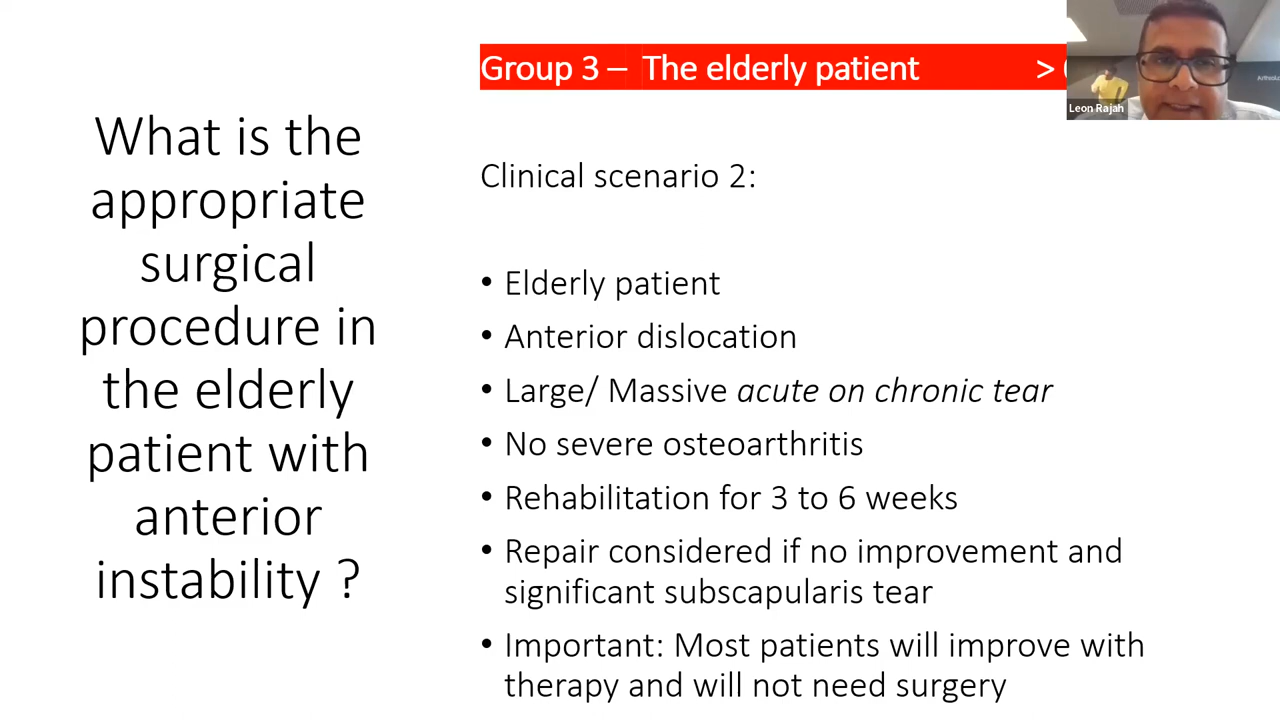 Group 3 – The elderly patient >
Leon Rajah
What is the
appropriate
surgical
procedure in
the elderly
patient with
anterior
instability ?
Clinical scenario 2:
• Elderly patient
• Anterior dislocation
• Large/ Massive acute on chronic tear
• No severe osteoarthritis
• Rehabilitation for 3 to 6 weeks
• Repair considered if no improvement and
significant subscapularis tear
• Important: Most patients will improve with
therapy and will not need surgery